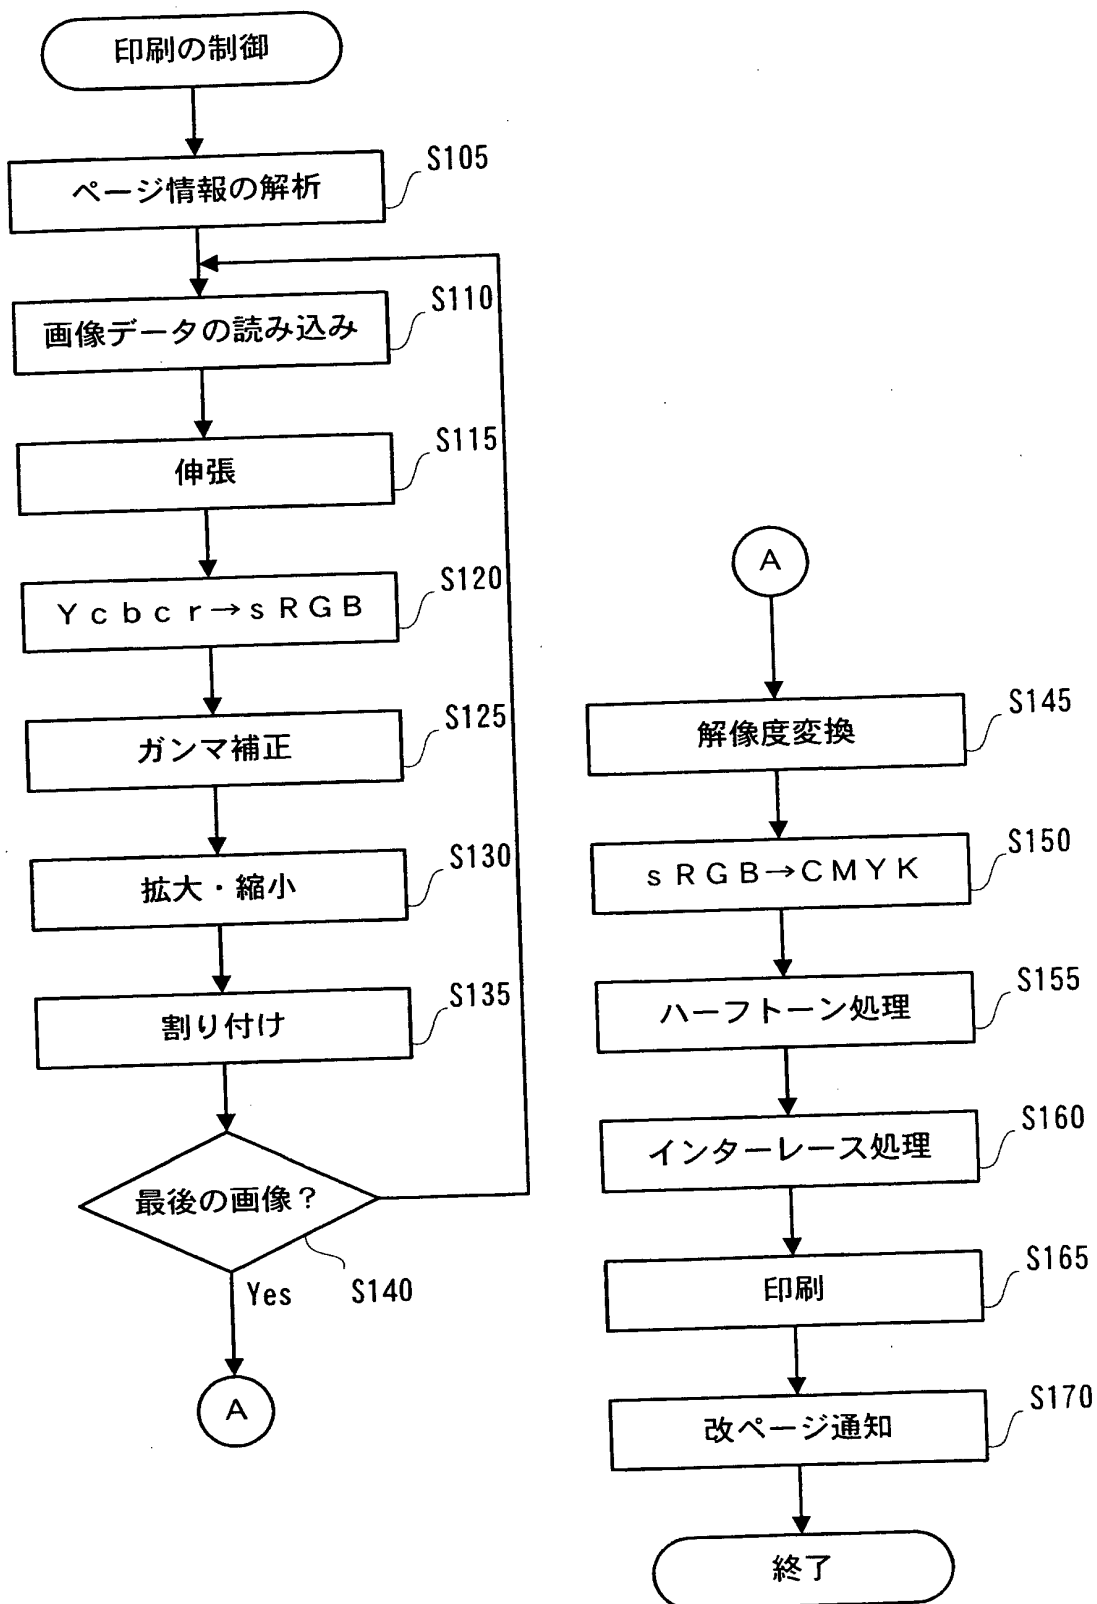 印刷の制御
S105
ページ情報の解析
S110
画像データの読み込み
S115
伸張
S120
Ycbcr→sRGB
S125
ガンマ補正
S130
拡大・縮小
S135
割り付け
最後の画像？
S140
Yes
A
A
S145
解像度変換
S150
sRGB→CMYK
S155
ハーフトーン処理
S160
インターレース処理
S165
印刷
S170
改ページ通知
終了